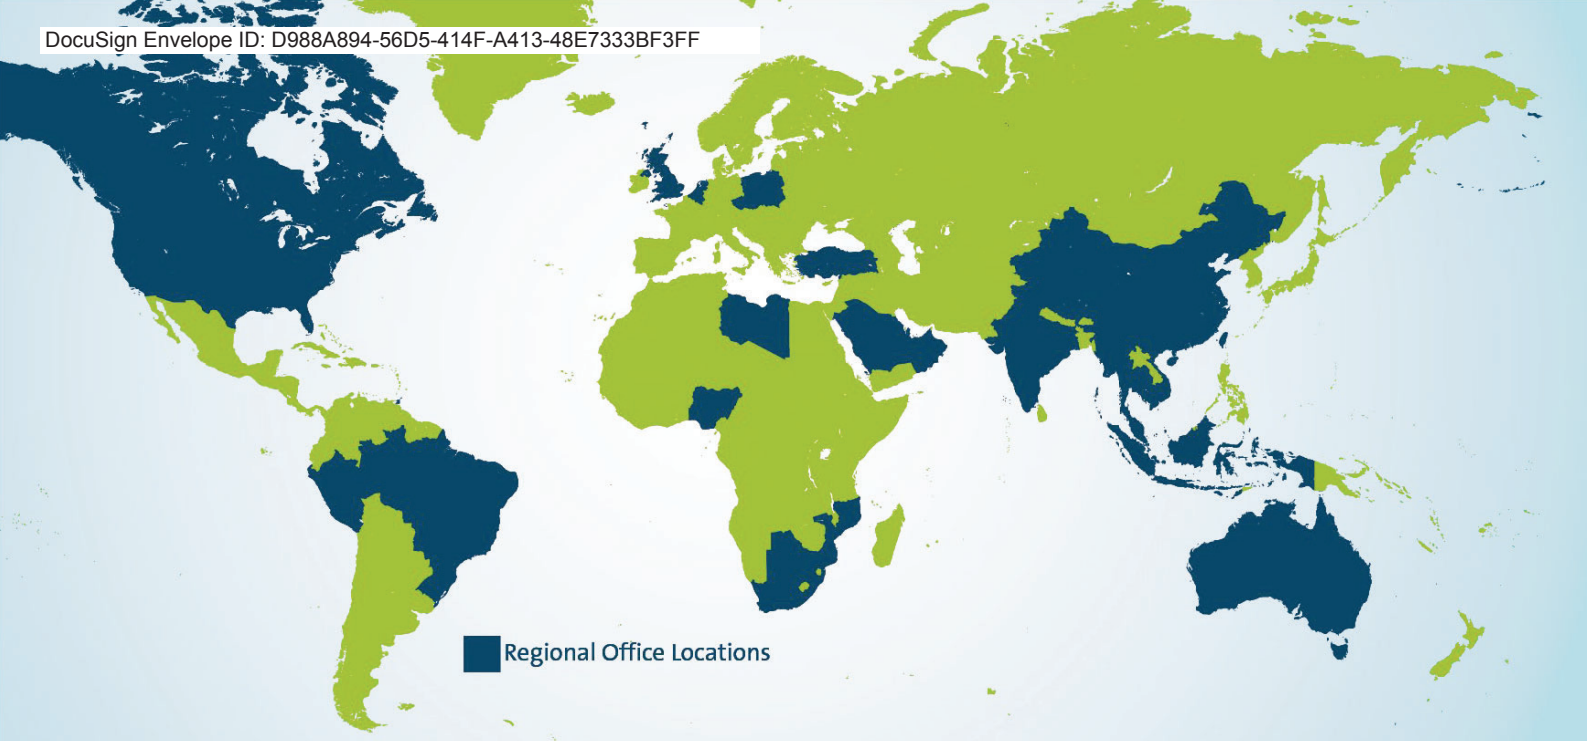 DocuSign Envelope ID: D988A894-56D5-414F-A413-48E7333BF3FF
Regional Office Locations